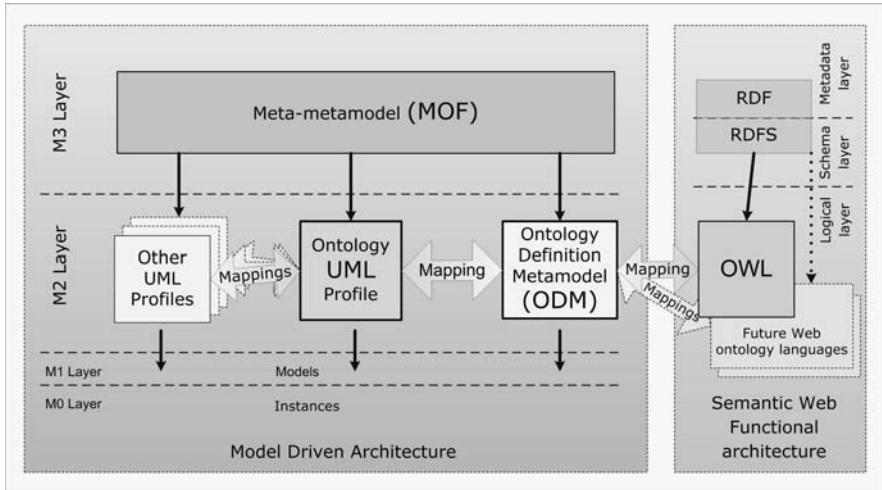 M3 Layer
Meta-metamodel (MOF)
M2 Layer
Other
UML
Profiles
Mappings
Ontology
UML
Profile
Mapping
Ontology
Definition
Metamodel
(ODM)
Mapping
Mappings
M1 Layer
Models
M0 Layer
Instances
Model Driven Architecture
RDF
RDFS
Metadata
layer
Schema
layer
Logical
layer
OWL
Future Web
ontology languages
Semantic Web
Functional
architecture